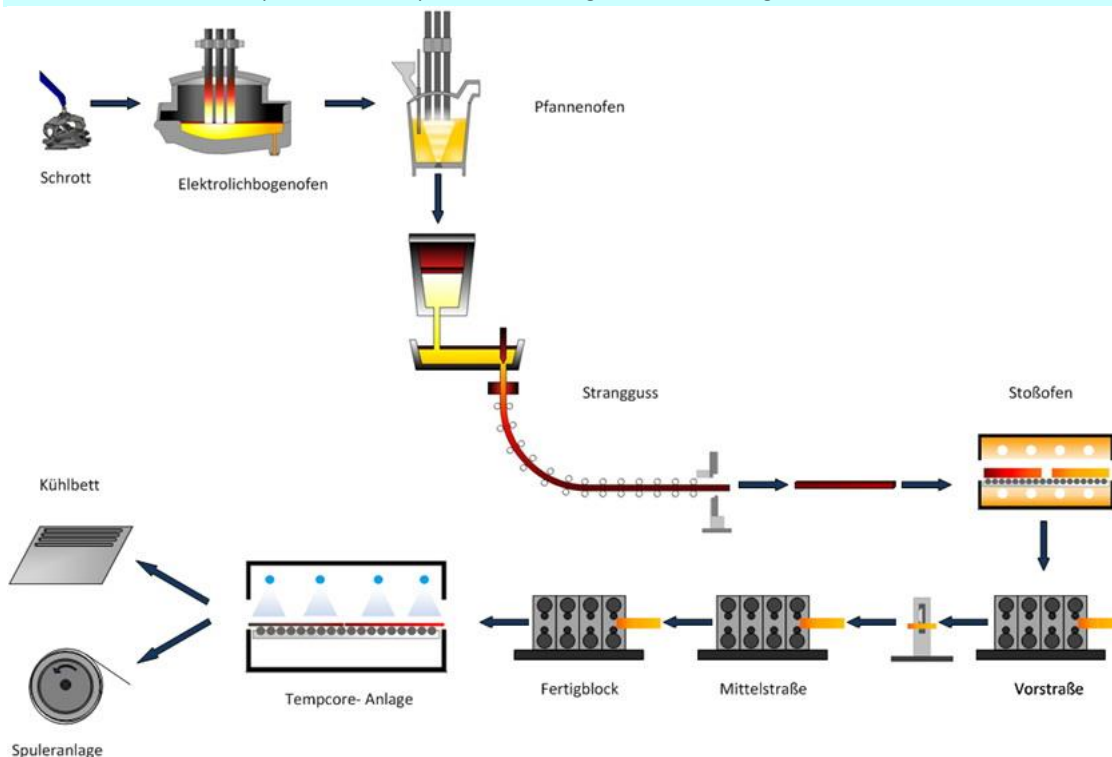 Schrott
Elektrolichbogenofen
Pfannenofen
Strangguss
Stoßofen
Kühlbett
Tempcore- Anlage
Fertigblock
Mittelstraße
Vorstraße
Spuleranlage